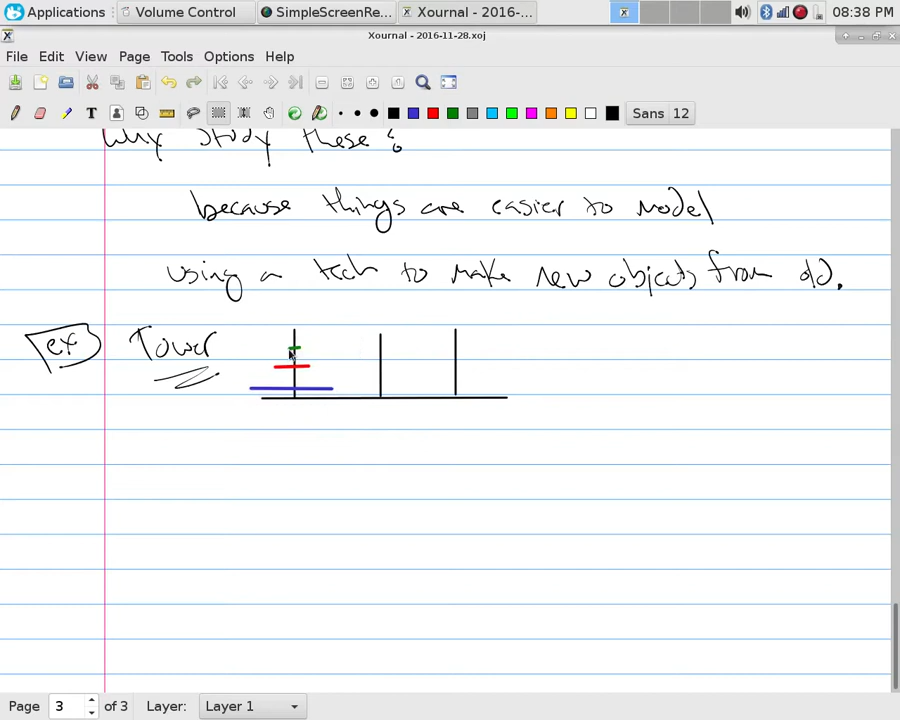 Applications Volume Control SimpleScreenRe... Xournal - 2016-... 08:38 PM
Xournal - 2016-11-28.xoj
File Edit View Page Tools Options Help
Sans 12
Why study these?
because things are easier to model
using a tech to make new objects from old.
ex Tower
Page 3 of 3 Layer: Layer 1